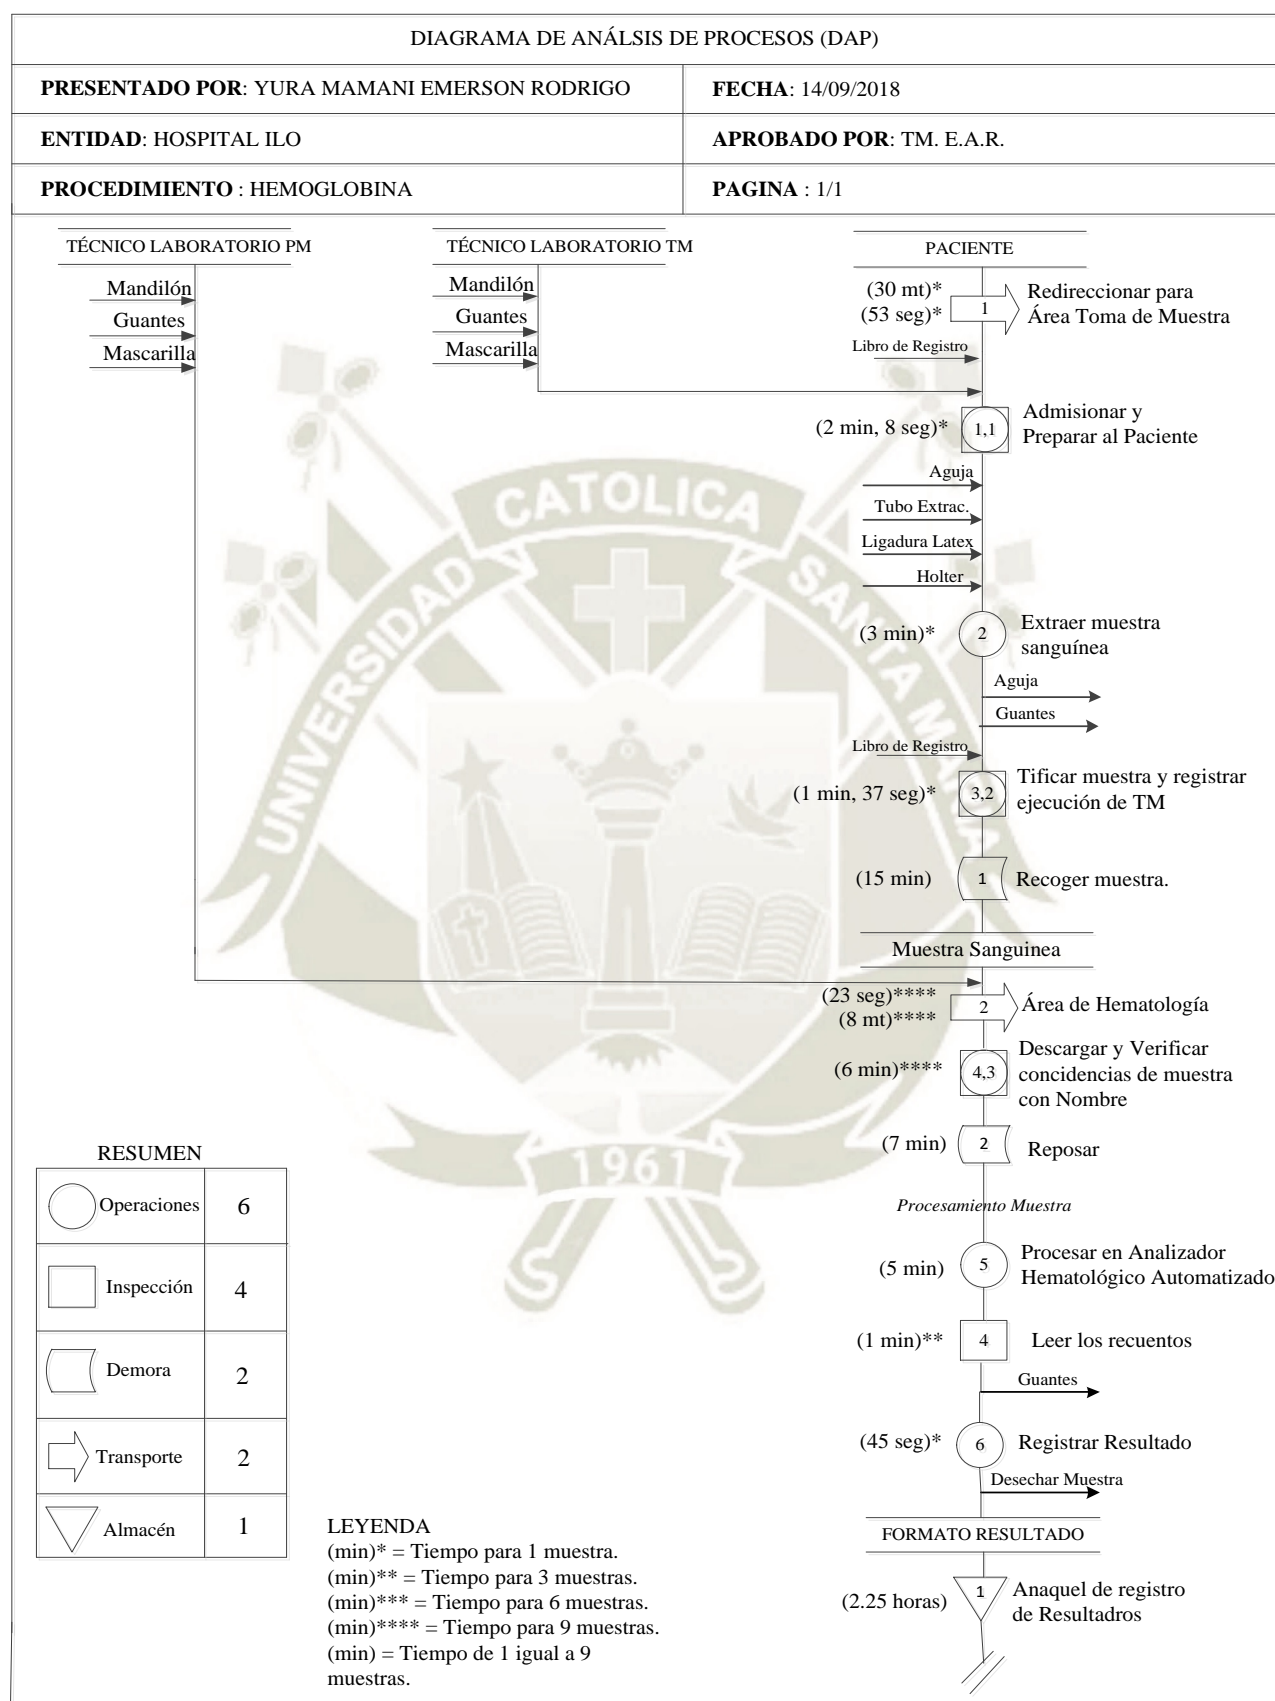 DIAGRAMA DE ANÁLSIS DE PROCESOS (DAP)
PRESENTADO POR: YURA MAMANI EMERSON RODRIGO
FECHA: 14/09/2018
ENTIDAD: HOSPITAL ILO
APROBADO POR: TM. E.A.R.
PROCEDIMIENTO : HEMOGLOBINA
PAGINA : 1/1
TÉCNICO LABORATORIO PM
Mandilón
Guantes
Mascarilla
TÉCNICO LABORATORIO TM
Mandilón
Guantes
Mascarilla
PACIENTE
(30 mt)*
(53 seg)*
1
Redireccionar para
Área Toma de Muestra
Libro de Registro
(2 min, 8 seg)*
1,1
Admisionar y
Preparar al Paciente
Aguja
Tubo Extrac.
Ligadura Latex
Holter
(3 min)*
2
Extraer muestra
sanguínea
Aguja
Guantes
Libro de Registro
(1 min, 37 seg)*
3,2
Tificar muestra y registrar
ejecución de TM
(15 min)
1
Recoger muestra.
Muestra Sanguinea
(23 seg)****
(8 mt)****
2
Área de Hematología
(6 min)****
4,3
Descargar y Verificar
concidencias de muestra
con Nombre
(7 min)
2
Reposar
Procesamiento Muestra
(5 min)
5
Procesar en Analizador
Hematológico Automatizado
(1 min)**
4
Leer los recuentos
Guantes
(45 seg)*
6
Registrar Resultado
Desechar Muestra
FORMATO RESULTADO
(2.25 horas)
1
Anaquel de registro
de Resultadros
RESUMEN
Operaciones 6
Inspección 4
Demora 2
Transporte 2
Almacén 1
LEYENDA
(min)* = Tiempo para 1 muestra.
(min)** = Tiempo para 3 muestras.
(min)*** = Tiempo para 6 muestras.
(min)**** = Tiempo para 9 muestras.
(min) = Tiempo de 1 igual a 9
muestras.
UNIVERSIDAD CATOLICA SANTA MARIA
1961